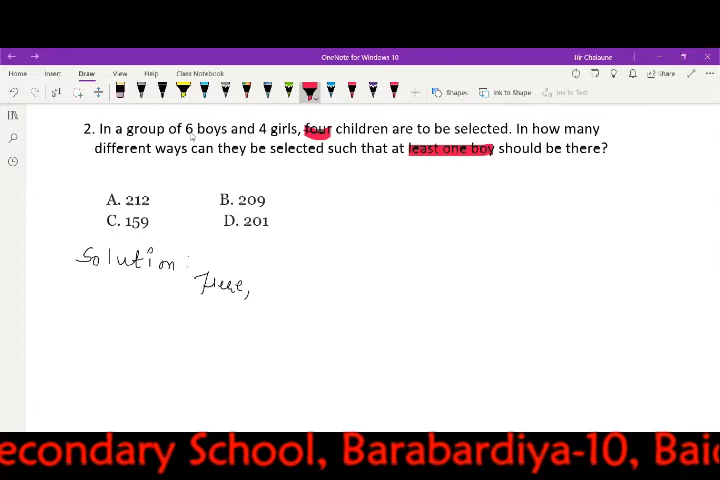 OneNote for Windows 10
Hir Chalaune
Home Insert Draw View Help Class Notebook
Share
Shapes Ink to Shape Ink to Text
2. In a group of 6 boys and 4 girls, four children are to be selected. In how many
different ways can they be selected such that at least one boy should be there?
A. 212 B. 209
C. 159 D. 201
Solution :
Here,
econdary School, Barabardiya-10, Baid